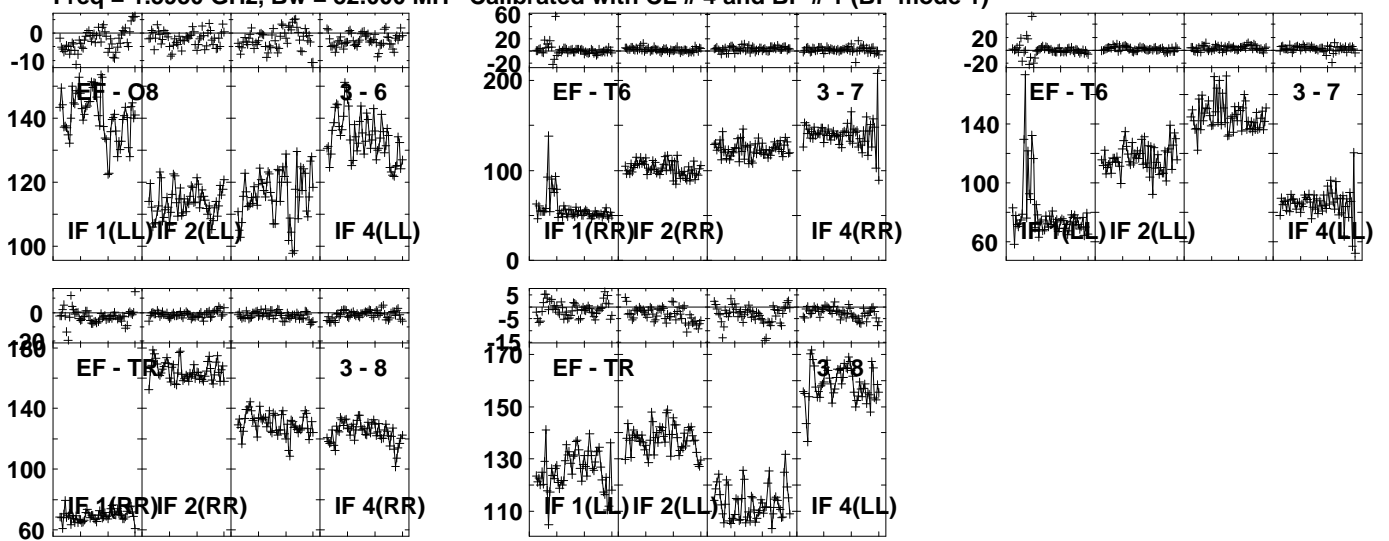 Freq = GHz, Bw = 32.000 MH Calibrated with CL # 4 and BP # 1 (BP mode 1)
0
-10
EF - O8 3 - 6
140
120
100
IF 1(LL) IF 2(LL) IF 4(LL)
60
20
-20
200
EF - T6 3 - 7
100
0
IF 1(RR) IF 2(RR) IF 4(RR)
20
-20
EF - T6 3 - 7
140
100
60
IF 1(LL) IF 2(LL) IF 4(LL)
0
-20
180
EF - TR 3 - 8
140
100
60
IF 1(RR) IF 2(RR) IF 4(RR)
5
-5
-15
170
EF - TR 3 - 8
150
130
110
IF 1(LL) IF 2(LL) IF 4(LL)